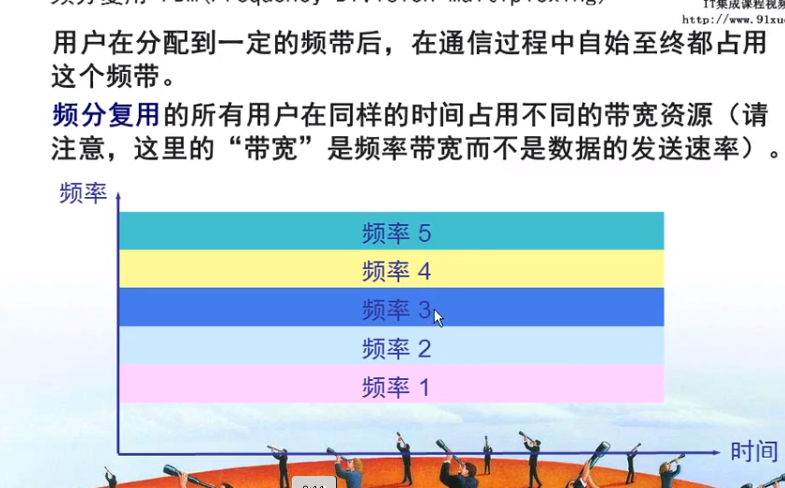 IT集成课程视频
http://www.91xue
用户在分配到一定的频带后，在通信过程中自始至终都占用
这个频带。
频分复用的所有用户在同样的时间占用不同的带宽资源（请
注意，这里的“带宽”是频率带宽而不是数据的发送速率）。
频率
频率 5
频率 4
频率 3
频率 2
频率 1
时间